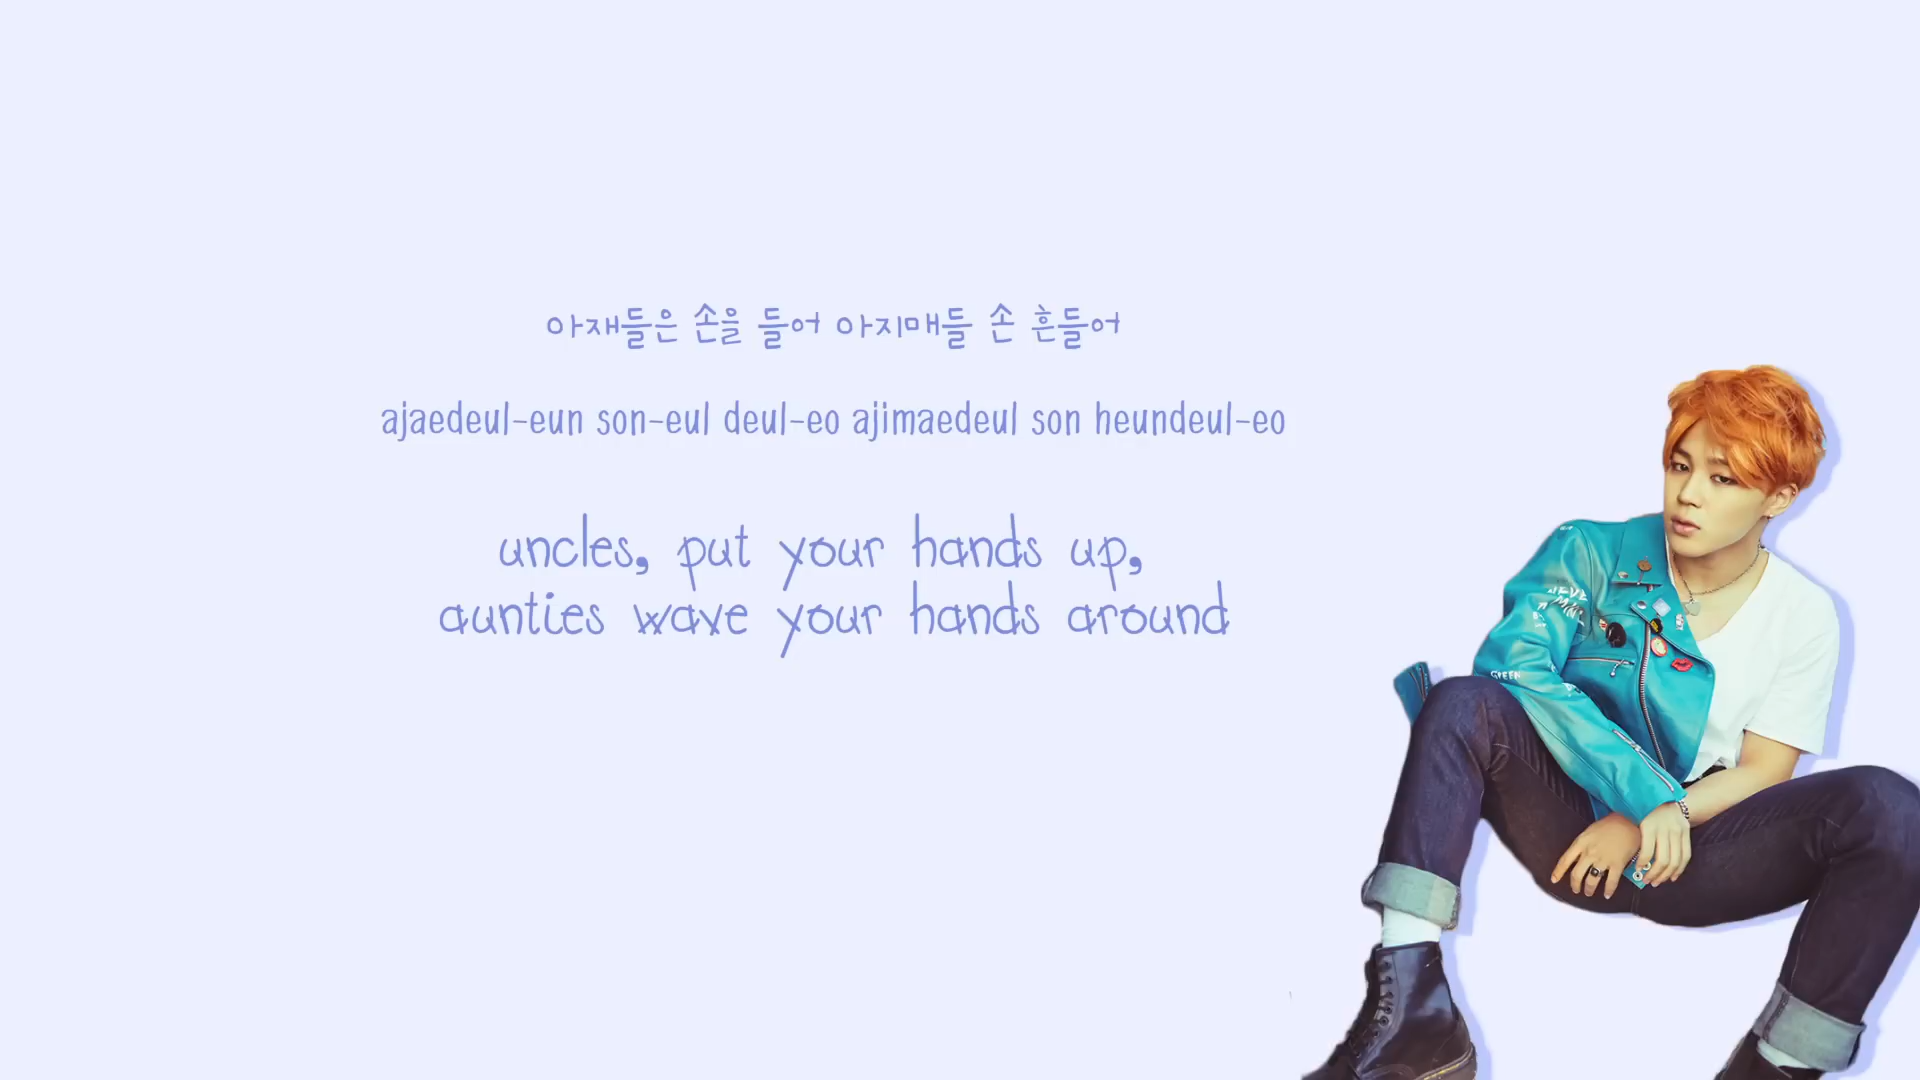 아재들은 손을 들어 아지매들 손 흔들어
ajaedeul-eun son-eul deul-eo ajimaedeul son heundeul-eo
uncles, put your hands up,
aunties wave your hands around
GREEN